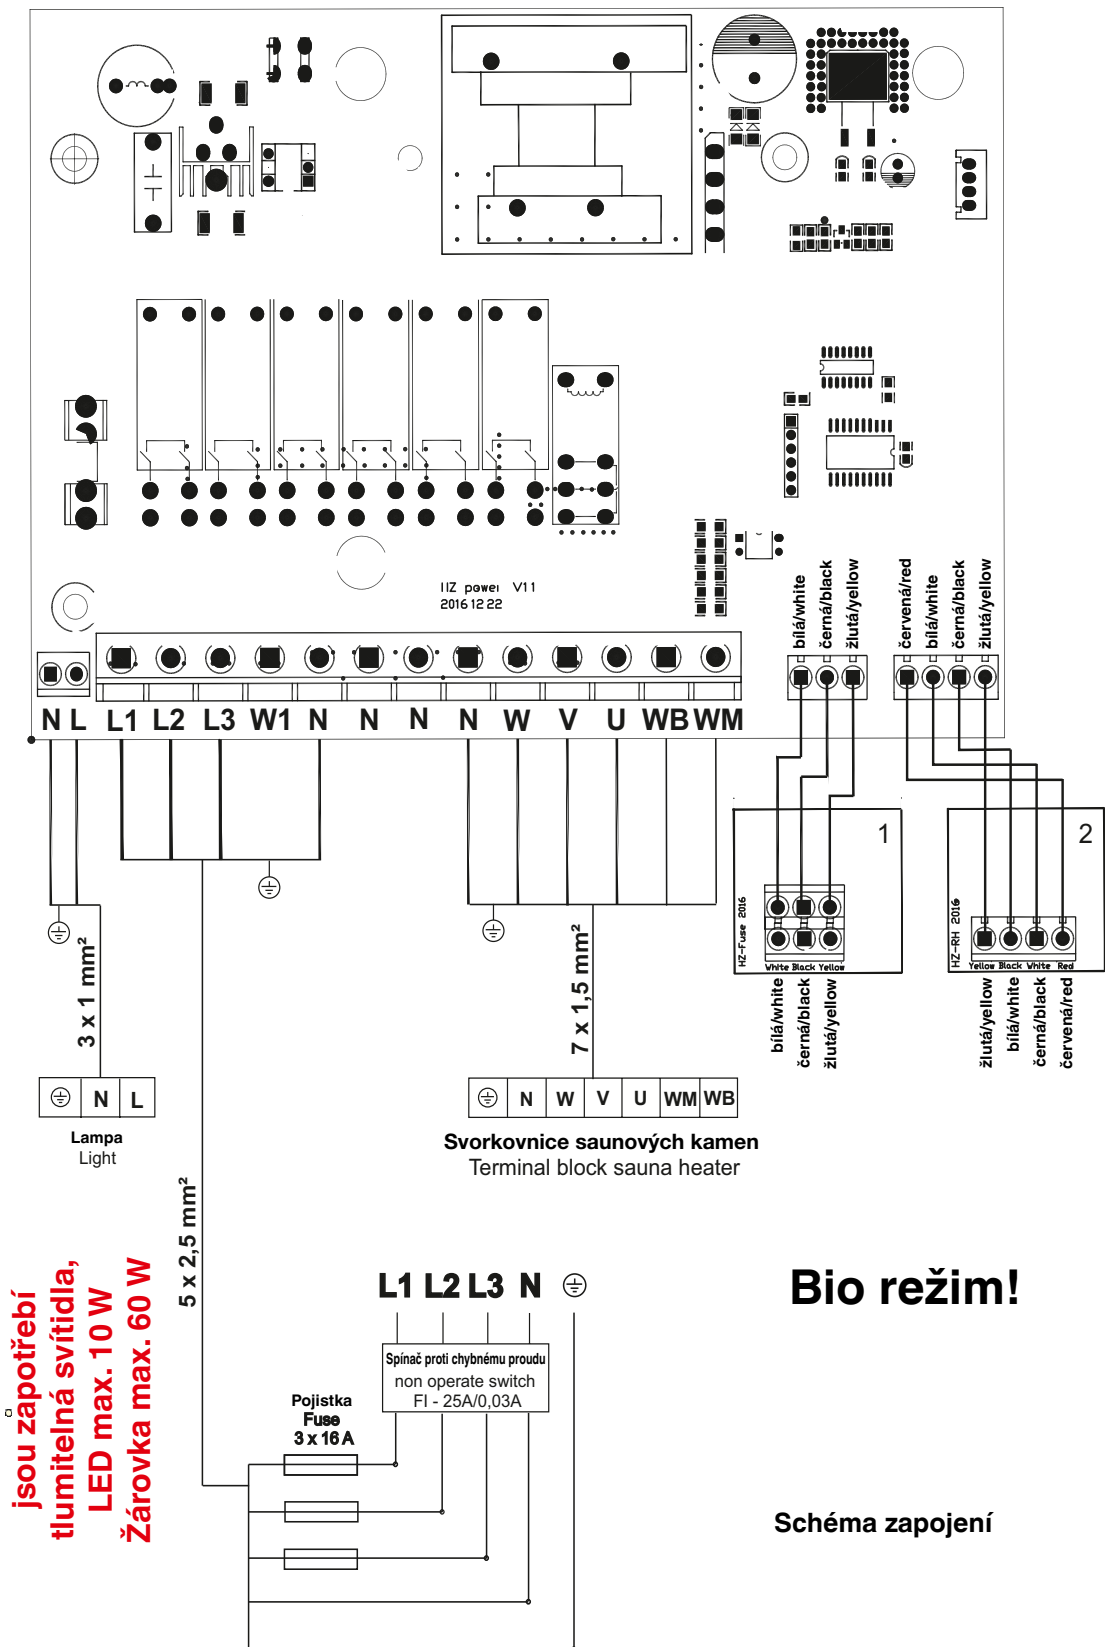 HZ power V1.1
2016 12 22
bílá/white
černá/black
žlutá/yellow
červená/red
bílá/white
černá/black
žlutá/yellow
N L L1 L2 L3 W1 N N N N W V U WB WM
1
HZ-Fuse 2016
White Black Yellow
bílá/white
černá/black
žlutá/yellow
2
HZ-RH 2016
Yellow Black White Red
žlutá/yellow
bílá/white
černá/black
červená/red
3 x 1 mm²
7 x 1,5 mm²
N L
Lampa
Light
N W V U WM WB
Svorkovnice saunových kamen
Terminal block sauna heater
5 x 2,5 mm²
jsou zapotřebí
tlumitelná svítidla,
LED max. 10 W
Žárovka max. 60 W
L1 L2 L3 N
Spínač proti chybnému proudu
non operate switch
FI - 25A/0,03A
Pojistka
Fuse
3 x 16 A
Bio režim!
Schéma zapojení